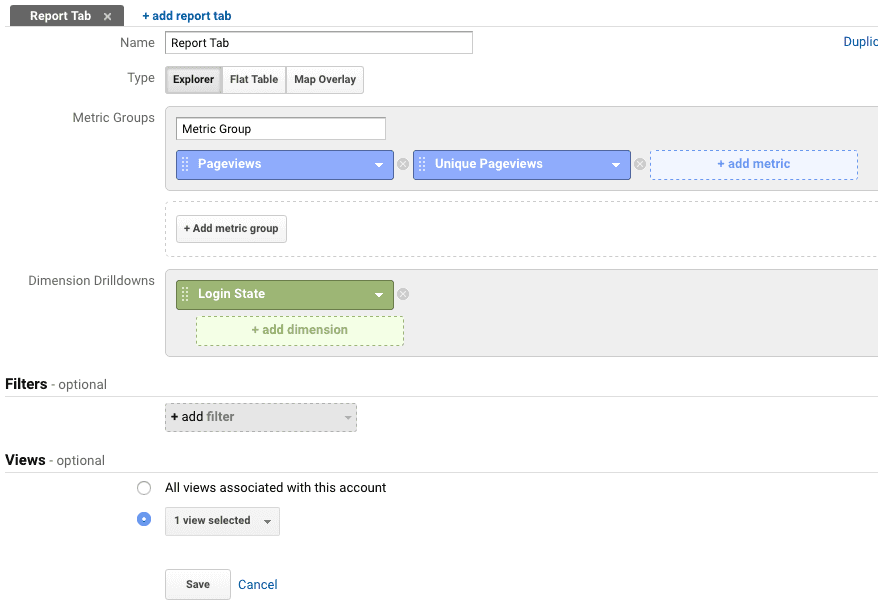 Report Tab
+ add report tab
Name
Report Tab
Duplic
Type
Explorer
Flat Table
Map Overlay
Metric Groups
Metric Group
Pageviews
Unique Pageviews
+ add metric
+ Add metric group
Dimension Drilldowns
Login State
+ add dimension
Filters - optional
+ add filter
Views - optional
All views associated with this account
1 view selected
Save
Cancel